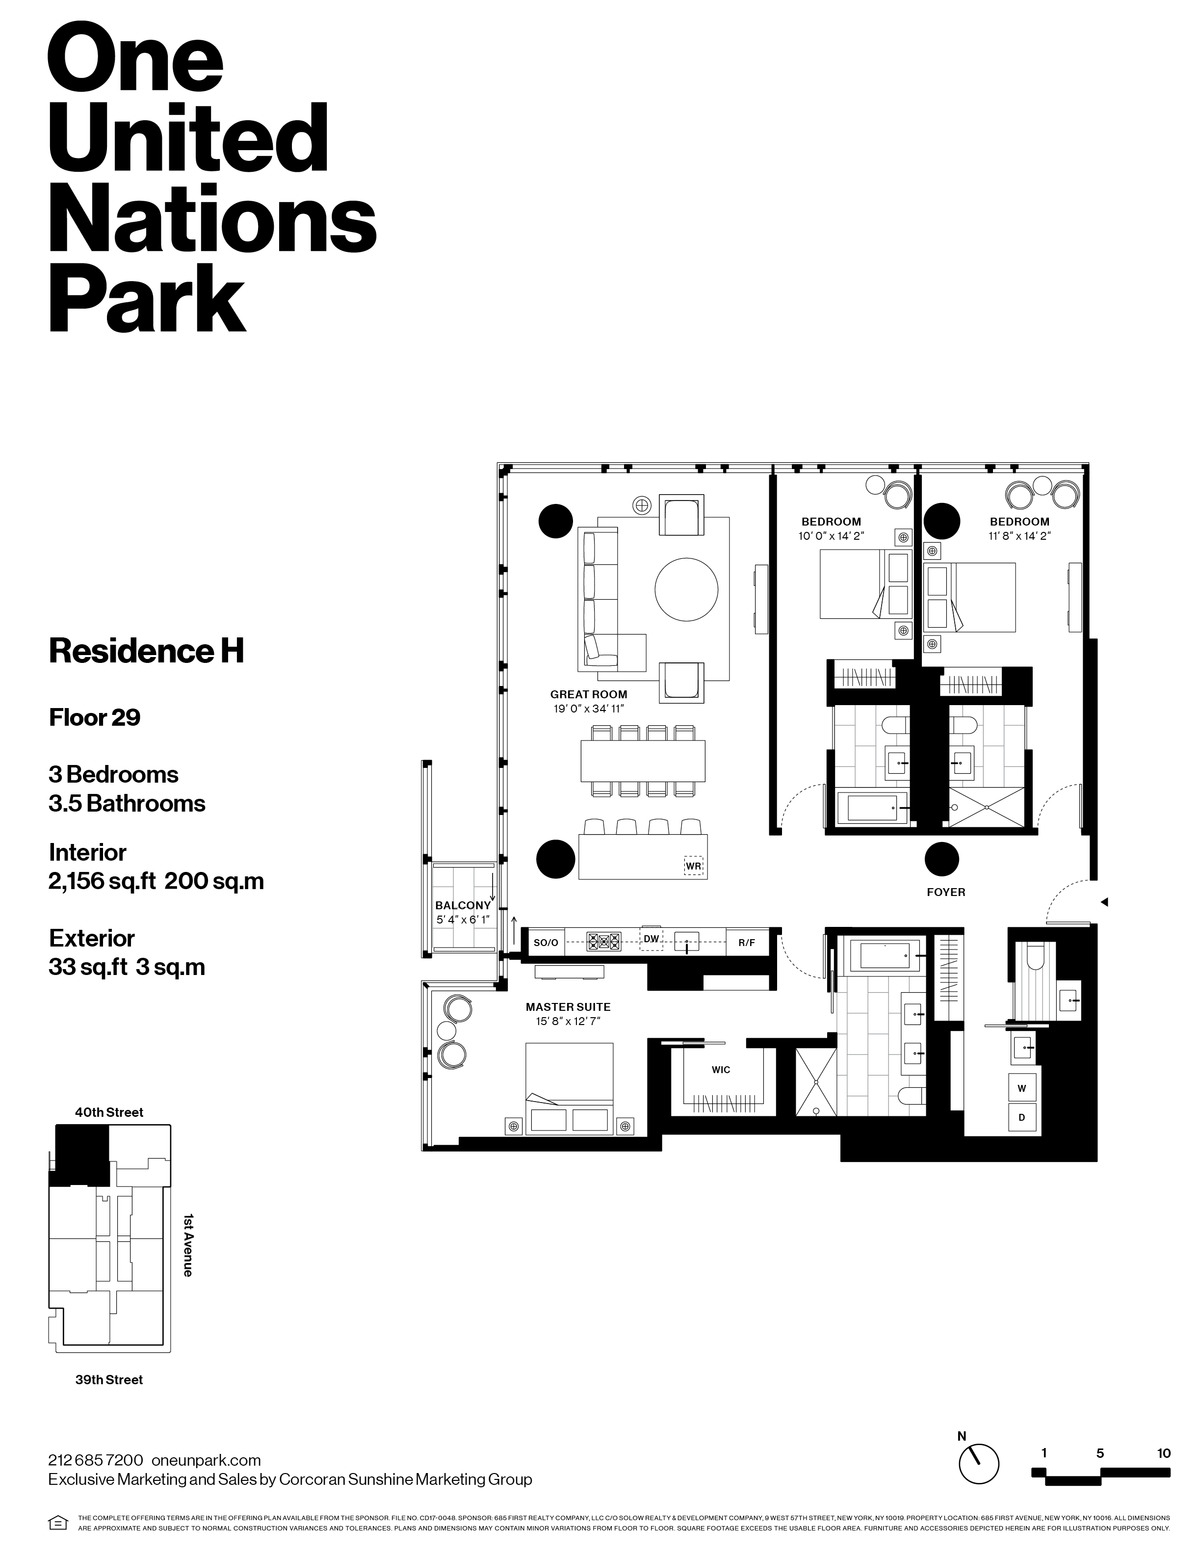 One
United
Nations
Park
Residence H
Floor 29
3 Bedrooms
3.5 Bathrooms
Interior
2,156 sq.ft 200 sq.m
Exterior
33 sq.ft 3 sq.m
BEDROOM
10' 0" x 14' 2"
BEDROOM
11' 8" x 14' 2"
GREAT ROOM
19' 0" x 34' 11"
WR
FOYER
BALCONY
5' 4" x 6' 1"
SO/O
DW
R/F
MASTER SUITE
15' 8" x 12' 7"
WIC
W
D
40th Street
1st Avenue
39th Street
N
1 5 10
212 685 7200 oneunpark.com
Exclusive Marketing and Sales by Corcoran Sunshine Marketing Group
THE COMPLETE OFFERING TERMS ARE IN THE OFFERING PLAN AVAILABLE FROM THE SPONSOR. FILE NO. CD17-0048. SPONSOR: 685 FIRST REALTY COMPANY, LLC C/O SOLOW REALTY & DEVELOPMENT COMPANY, 9 WEST 57TH STREET, NEW YORK, NY 10019. PROPERTY LOCATION: 685 FIRST AVENUE, NEW YORK, NY 10016. ALL DIMENSIONS
ARE APPROXIMATE AND SUBJECT TO NORMAL CONSTRUCTION VARIANCES AND TOLERANCES. PLANS AND DIMENSIONS MAY CONTAIN MINOR VARIATIONS FROM FLOOR TO FLOOR. SQUARE FOOTAGE EXCEEDS THE USABLE FLOOR AREA. FURNITURE AND ACCESSORIES DEPICTED HEREIN ARE FOR ILLUSTRATION PURPOSES ONLY.